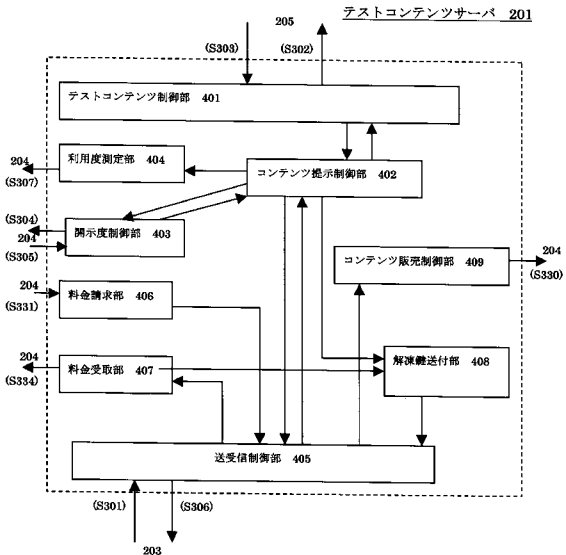 テストコンテンツサーバ 201
205
(S303)
(S302)
テストコンテンツ制御部 401
204
(S307)
利用度測定部 404
コンテンツ提示制御部 402
(S304)
204
(S305)
開示度制御部 403
コンテンツ販売制御部 409
204
(S330)
204
(S331)
料金請求部 406
204
(S334)
料金受取部 407
解凍鍵送付部 408
送受信制御部 405
(S301)
(S306)
203